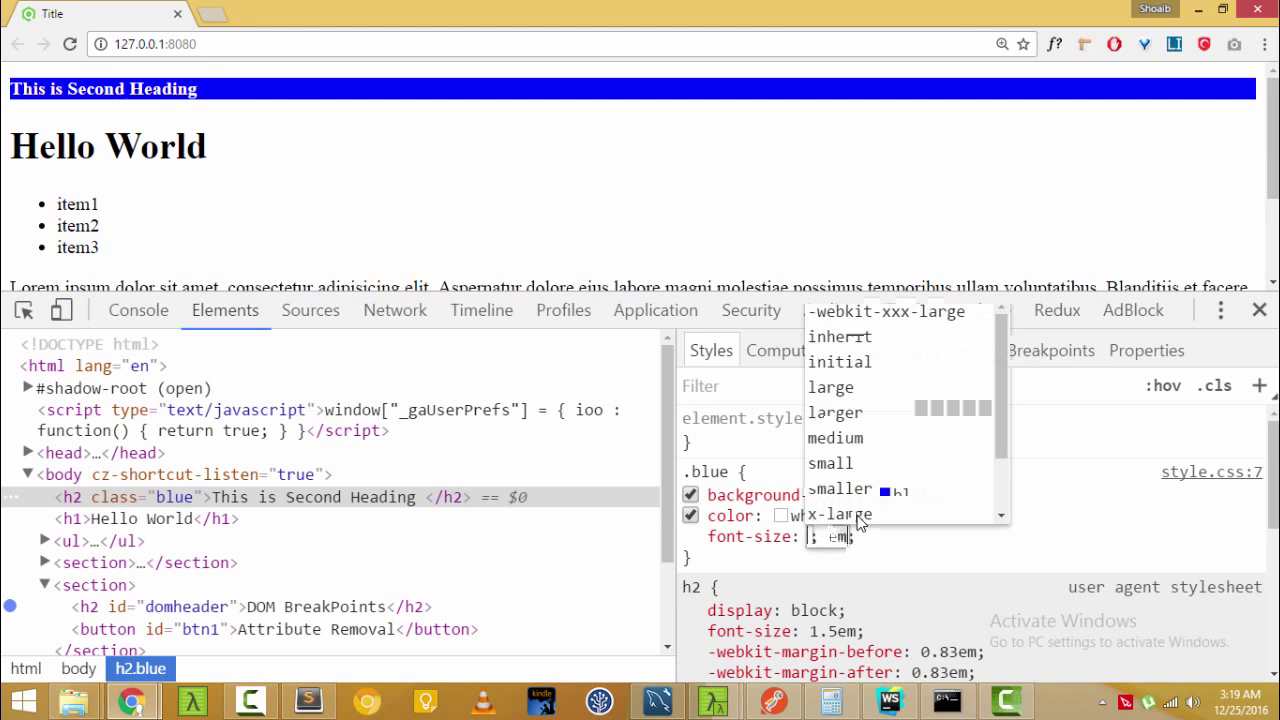 Title
Shoaib
127.0.0.1:8080
f?
This is Second Heading
Hello World
item1
item2
item3
Lorem ipsum dolor sit amet, consectetur adipisicing elit. Aspernatur dolore eius labore magni molestias temporibus ullam voluptatibus. Blanditiis et facere
Console Elements Sources Network Timeline Profiles Application Security Redux AdBlock
<!DOCTYPE html>
<html lang="en">
#shadow-root (open)
<script type="text/javascript">window["_gaUserPrefs"] = { ioo :
function() { return true; } }</script>
<head>…</head>
<body cz-shortcut-listen="true">
<h2 class="blue">This is Second Heading </h2> == $0
<h1>Hello World</h1>
<ul>…</ul>
<section>…</section>
<section>
<h2 id="domheader">DOM BreakPoints</h2>
<button id="btn1">Attribute Removal</button>
</section>
html body h2.blue
Styles Comput Breakpoints Properties
Filter :hov .cls +
element.style
}
.blue { style.css:7
background-
color: wh
font-size: ; em;
}
-webkit-xxx-large
inherit
initial
large
larger
medium
small
smaller
x-large
h2 { user agent stylesheet
display: block;
font-size: 1.5em;
-webkit-margin-before: 0.83em;
-webkit-margin-after: 0.83em;
Activate Windows
Go to PC settings to activate Windows.
kindle
WS
3:19 AM
12/25/2016